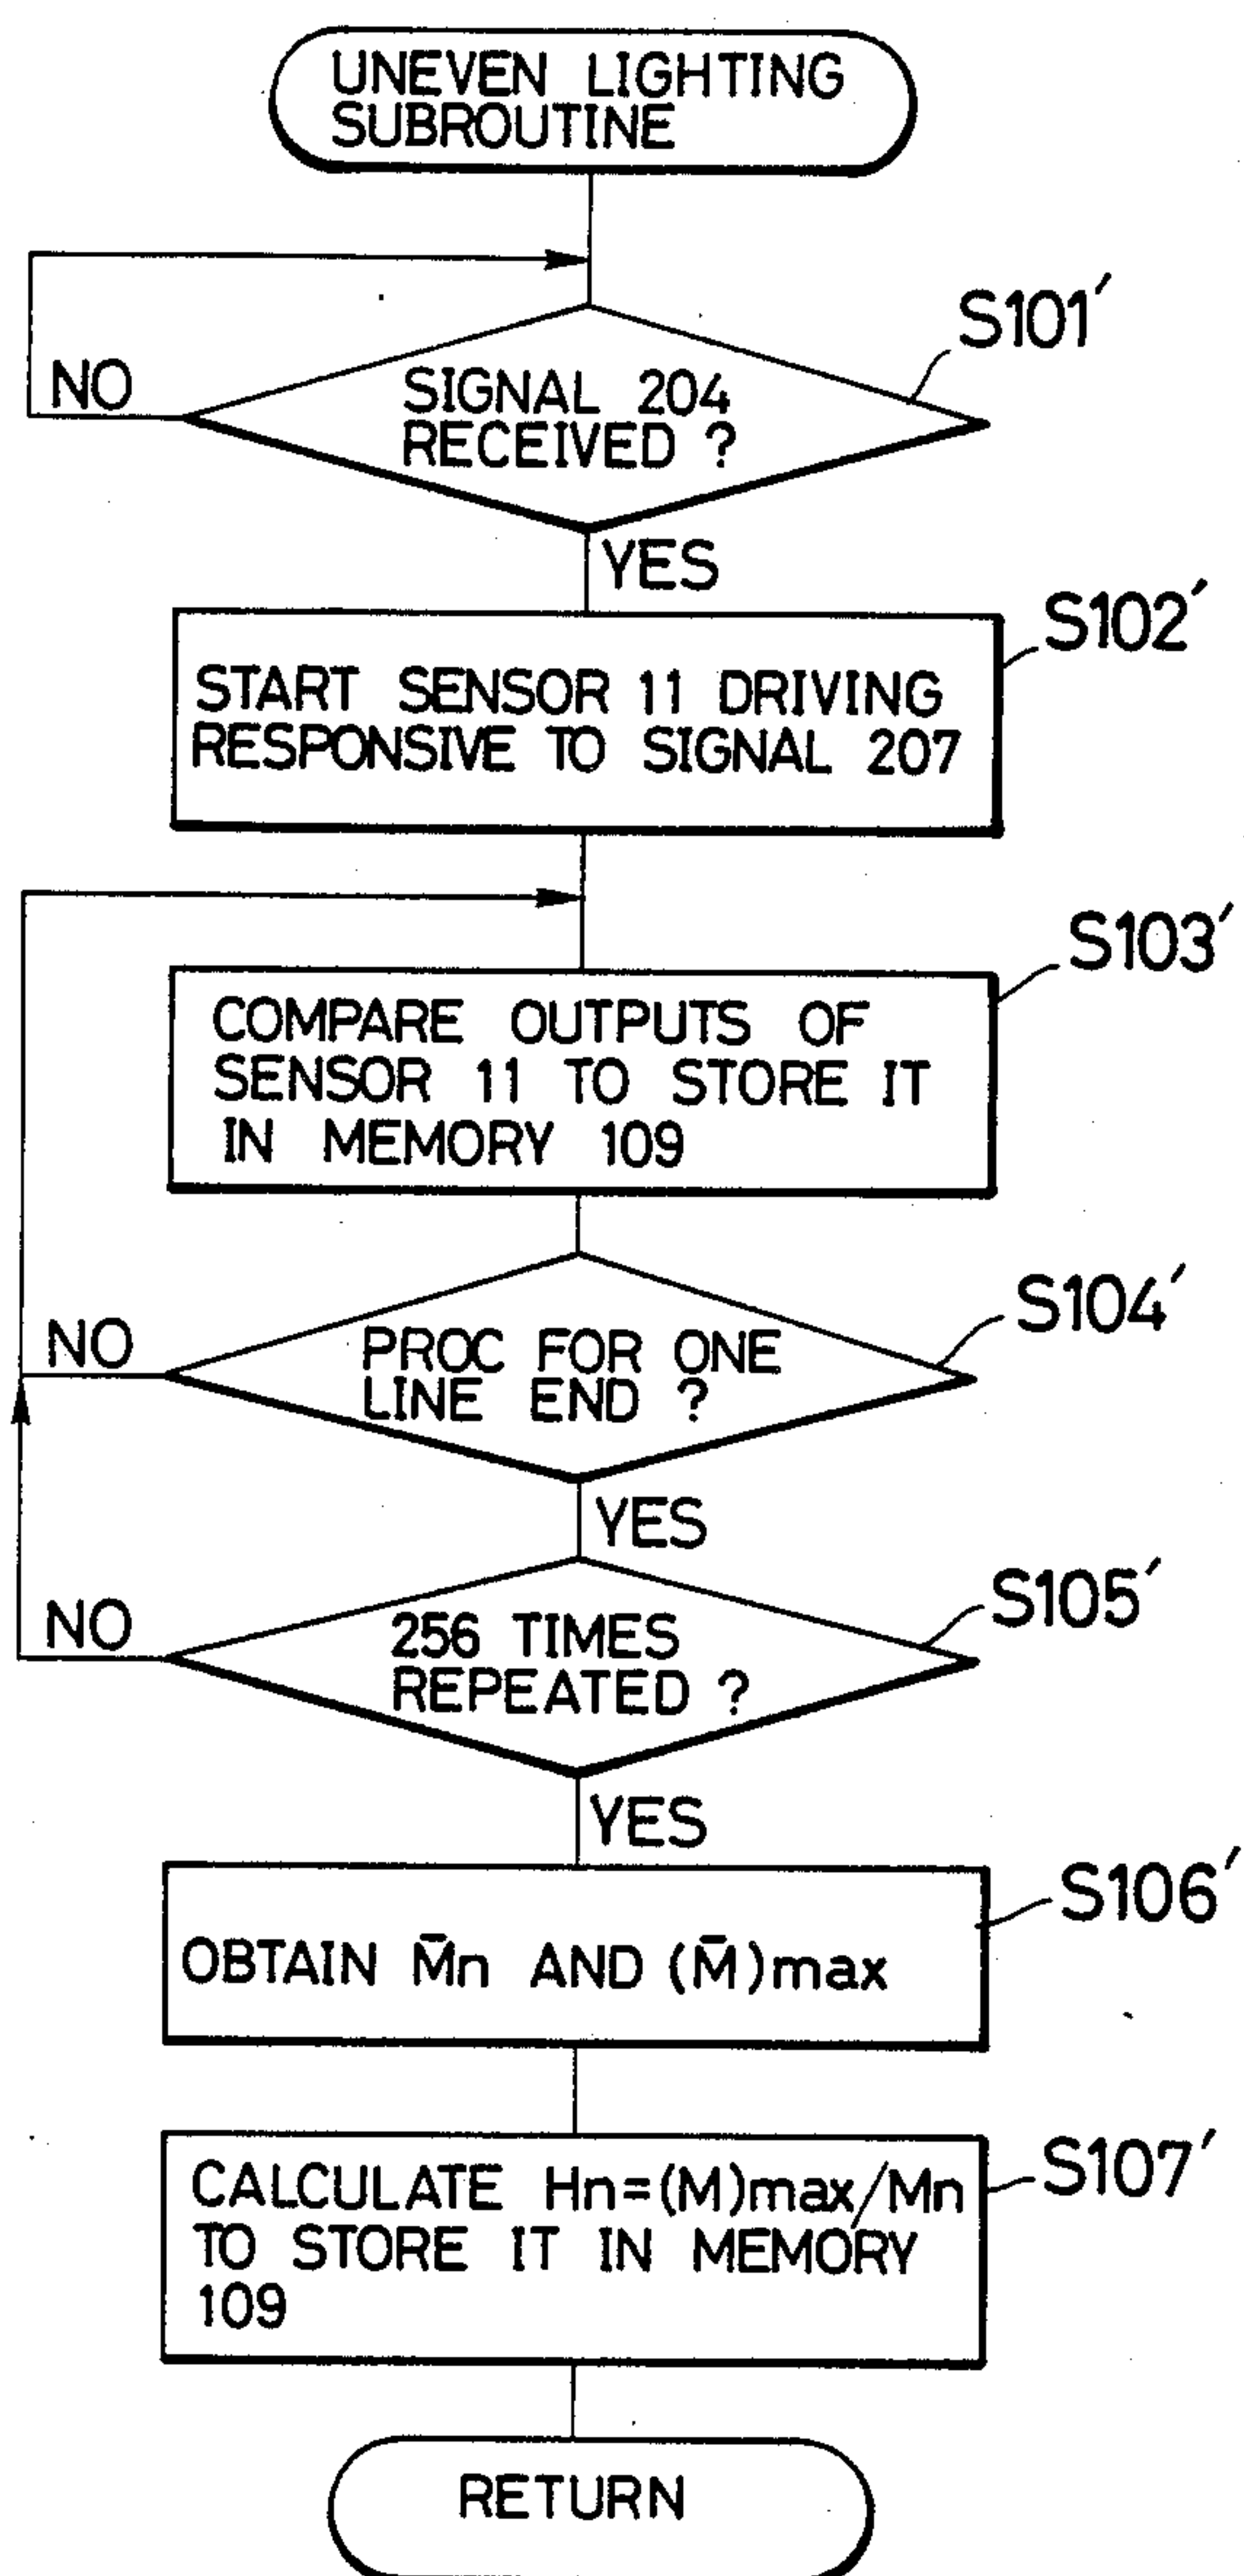 UNEVEN LIGHTING
SUBROUTINE
S101′
NO
SIGNAL 204
RECEIVED ?
YES
S102′
START SENSOR 11 DRIVING
RESPONSIVE TO SIGNAL 207
S103′
COMPARE OUTPUTS OF
SENSOR 11 TO STORE IT
IN MEMORY 109
S104′
NO
PROC FOR ONE
LINE END ?
YES
S105′
NO
256 TIMES
REPEATED ?
YES
S106′
OBTAIN M̄n AND (M̄)max
S107′
CALCULATE Hn=(M)max/Mn
TO STORE IT IN MEMORY
109
RETURN